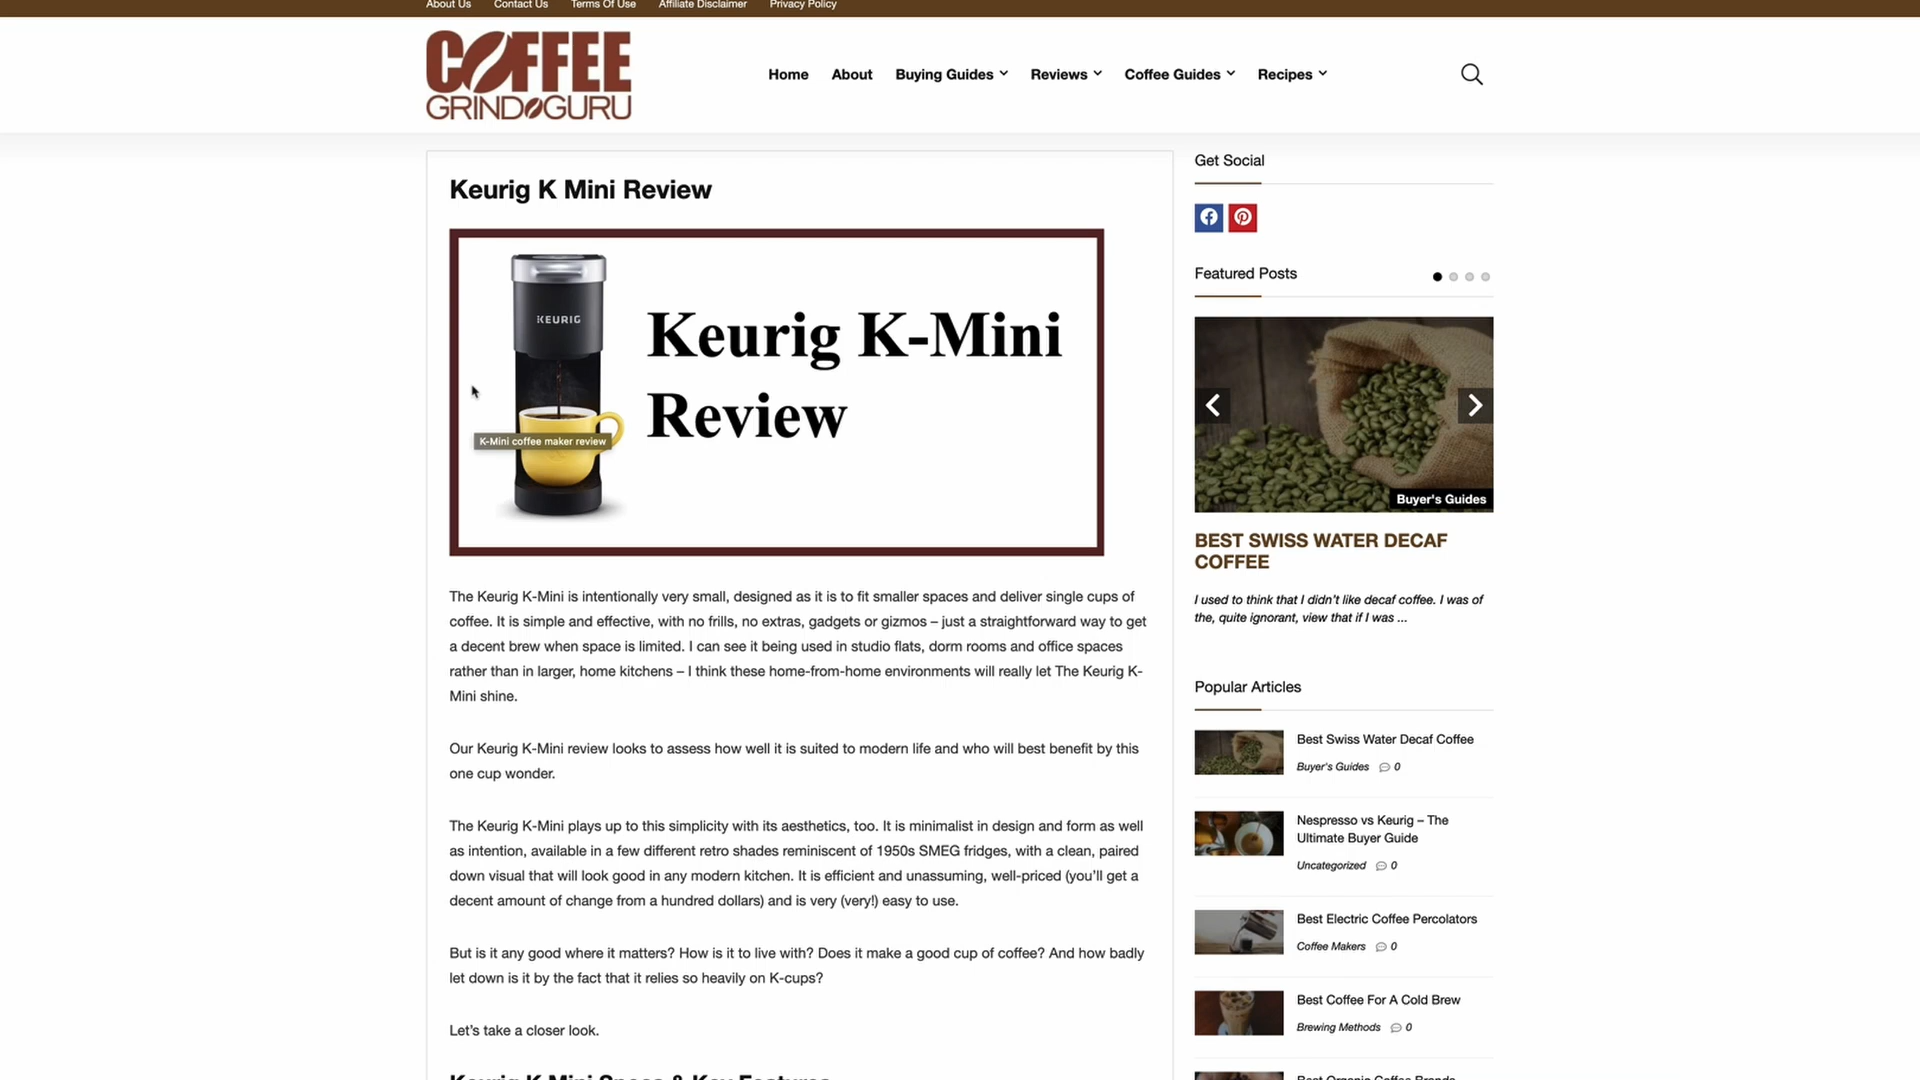 About Us Contact Us Terms Of Use Affiliate Disclaimer Privacy Policy
COFFEE
GRIND GURU
Home About Buying Guides Reviews Coffee Guides Recipes
Keurig K Mini Review
KEURIG
Keurig K-Mini
Review
K-Mini coffee maker review
The Keurig K-Mini is intentionally very small, designed as it is to fit smaller spaces and deliver single cups of
coffee. It is simple and effective, with no frills, no extras, gadgets or gizmos – just a straightforward way to get
a decent brew when space is limited. I can see it being used in studio flats, dorm rooms and office spaces
rather than in larger, home kitchens – I think these home-from-home environments will really let The Keurig K-
Mini shine.
Our Keurig K-Mini review looks to assess how well it is suited to modern life and who will best benefit by this
one cup wonder.
The Keurig K-Mini plays up to this simplicity with its aesthetics, too. It is minimalist in design and form as well
as intention, available in a few different retro shades reminiscent of 1950s SMEG fridges, with a clean, paired
down visual that will look good in any modern kitchen. It is efficient and unassuming, well-priced (you'll get a
decent amount of change from a hundred dollars) and is very (very!) easy to use.
But is it any good where it matters? How is it to live with? Does it make a good cup of coffee? And how badly
let down is it by the fact that it relies so heavily on K-cups?
Let's take a closer look.
Keurig K Mini Specs & Key Features
Get Social
Featured Posts
Buyer's Guides
BEST SWISS WATER DECAF
COFFEE
I used to think that I didn't like decaf coffee. I was of
the, quite ignorant, view that if I was ...
Popular Articles
Best Swiss Water Decaf Coffee
Buyer's Guides 0
Nespresso vs Keurig – The
Ultimate Buyer Guide
Uncategorized 0
Best Electric Coffee Percolators
Coffee Makers 0
Best Coffee For A Cold Brew
Brewing Methods 0
Best Organic Coffee Brands